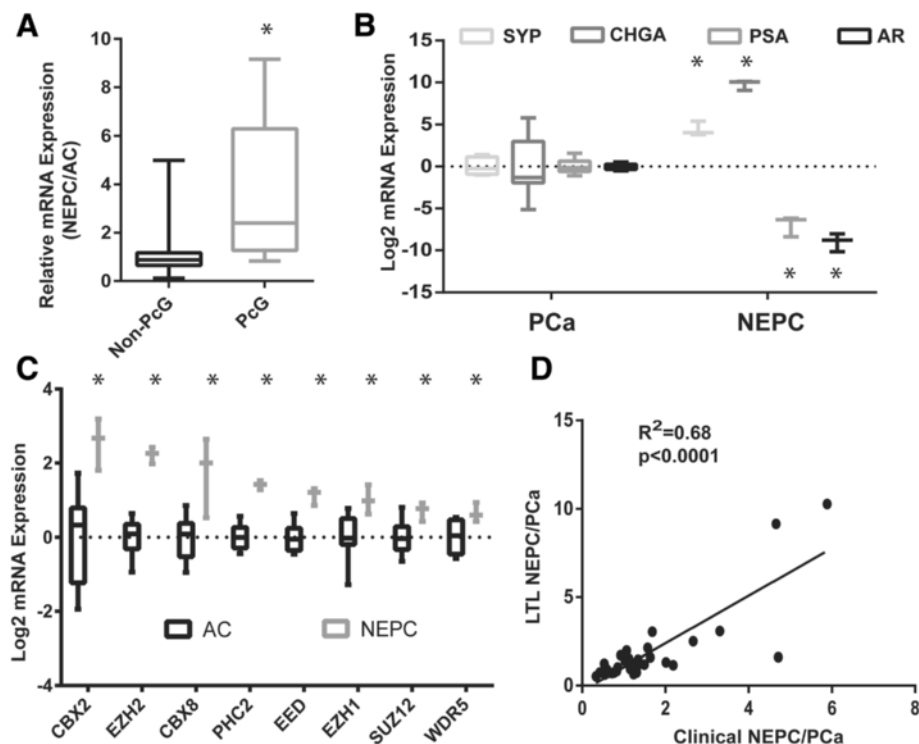 A
*
Relative mRNA Expression
(NEPC/AC)
10
8
6
4
2
0
Non-PcG
PcG
B
SYP
CHGA
PSA
AR
Log2 mRNA Expression
15
10
5
0
-5
-10
-15
* *
* *
PCa
NEPC
C
* * * * * * * *
Log2 mRNA Expression
4
2
0
-2
-4
AC
NEPC
CBX2
EZH2
CBX8
PHC2
EED
EZH1
SUZ12
WDR5
D
R²=0.68
p<0.0001
LTL NEPC/PCa
15
10
5
0
0 2 4 6 8
Clinical NEPC/PCa